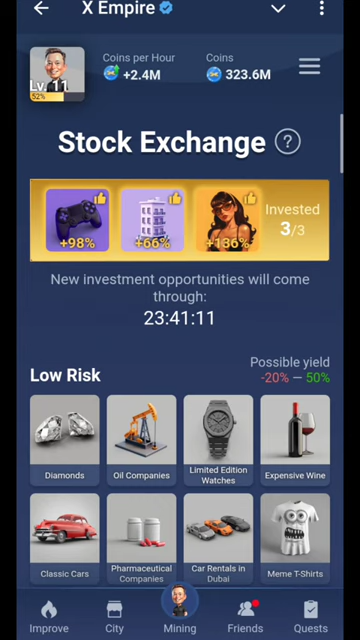 X Empire
Coins per Hour
+2.4M
Coins
323.6M
Lv. 11
52%
Stock Exchange ?
+98%
+66%
+136%
Invested
3/3
New investment opportunities will come
through:
23:41:11
Low Risk
Possible yield
-20% — 50%
Diamonds
Oil Companies
Limited Edition
Watches
Expensive Wine
Classic Cars
Pharmaceutical
Companies
Car Rentals in
Dubai
Meme T-Shirts
Improve
City
Mining
Friends
Quests